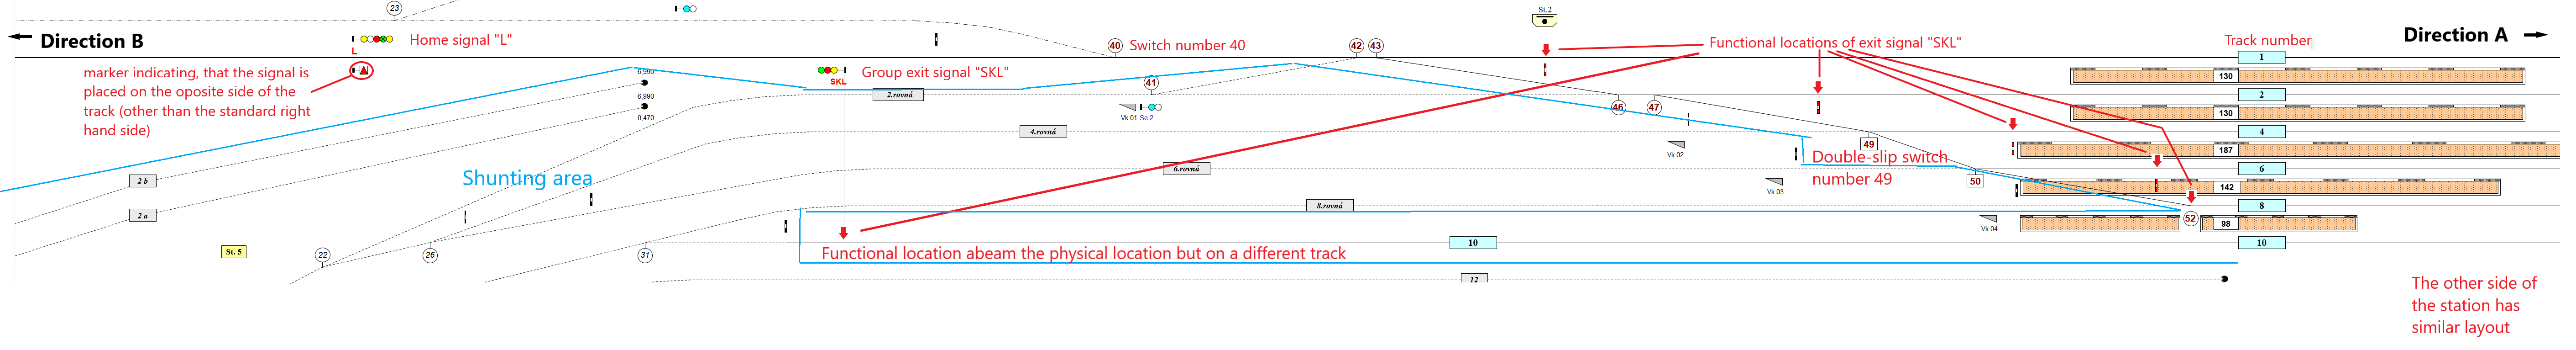 23
St.2
Direction B
Home signal "L"
L
40
Switch number 40
42
43
Functional locations of exit signal "SKL"
Track number
Direction A
1
marker indicating, that the signal is
placed on the oposite side of the
track (other than the standard right
hand side)
6,990
6,990
0,470
SKL
Group exit signal "SKL"
41
2.rovná
Vk 01
Se 2
46
47
130
2
130
4.rovná
4
49
Vk 02
Double-slip switch
number 49
187
6.rovná
6
Shunting area
2 b
50
Vk 03
142
2 a
8.rovná
8
52
98
Vk 04
St. 5
22
26
31
10
10
Functional location abeam the physical location but on a different track
12
The other side of
the station has
similar layout